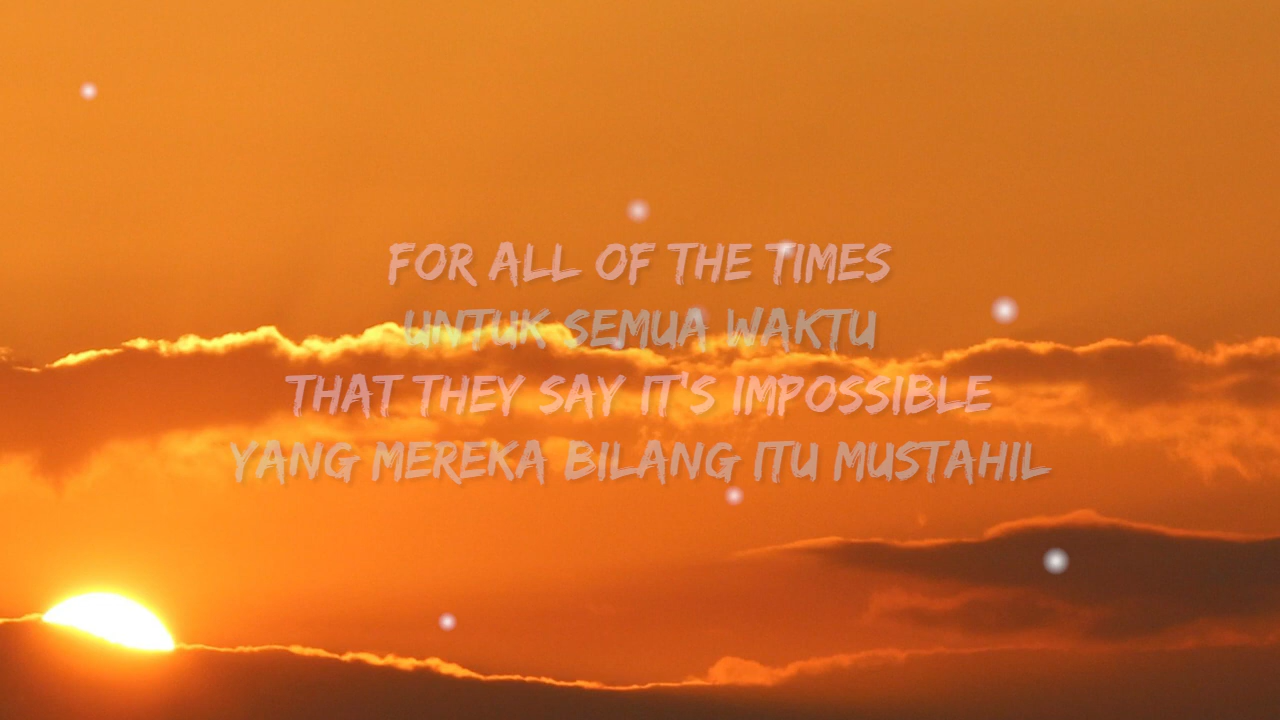 FOR ALL OF THE TIMES
UNTUK SEMUA WAKTU
THAT THEY SAY IT'S IMPOSSIBLE
YANG MEREKA BILANG ITU MUSTAHIL